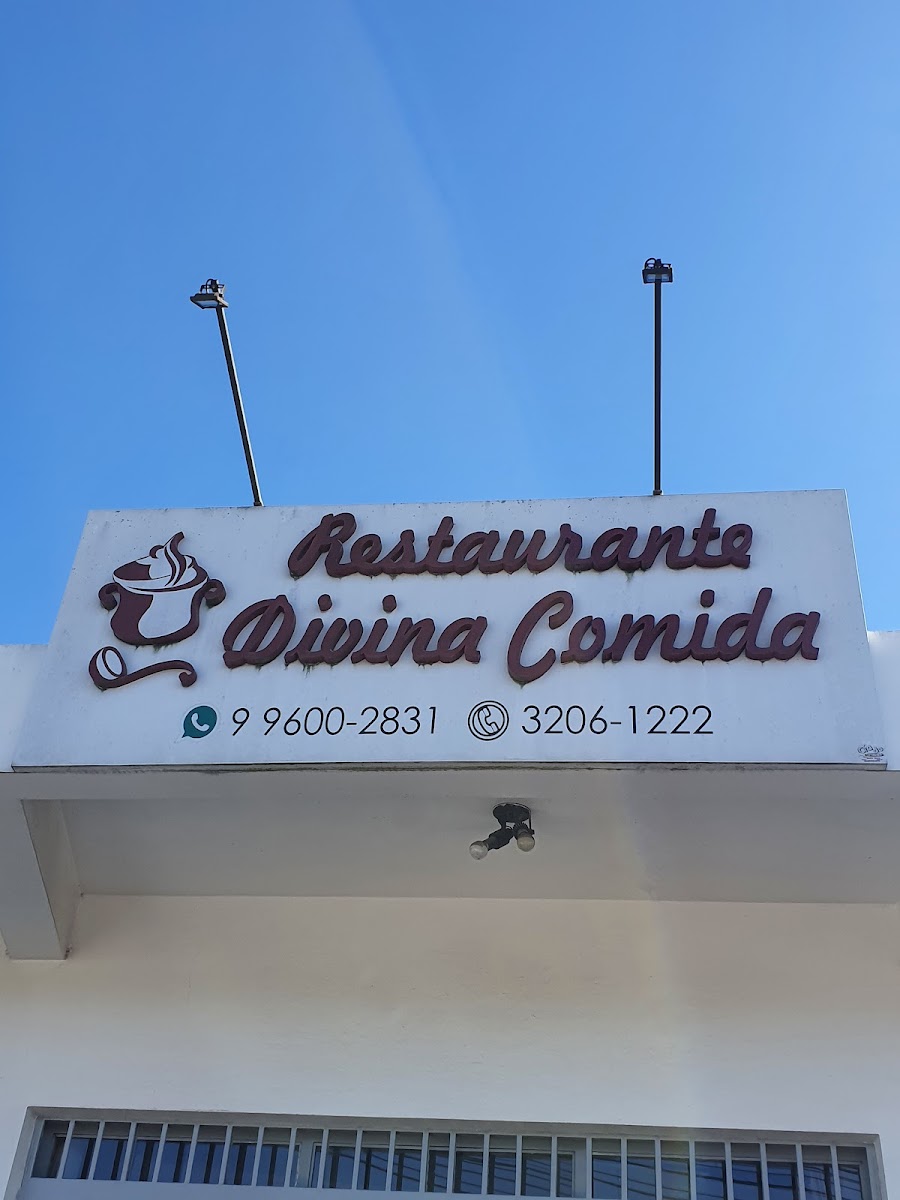 Restaurante
Divina Comida
9 9600-2831 3206-1222